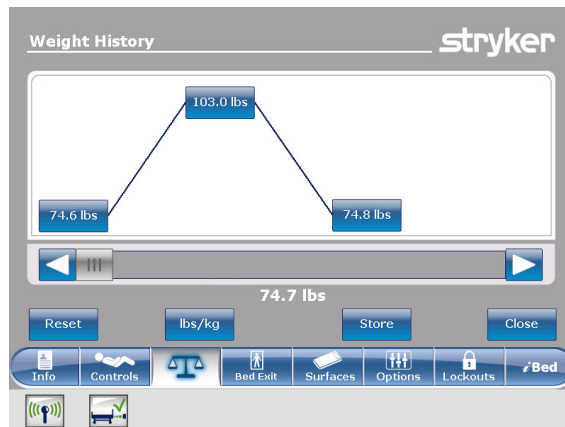 Weight History
stryker
103.0 lbs
74.6 lbs
74.8 lbs
74.7 lbs
Reset
lbs/kg
Store
Close
Info
Controls
Bed Exit
Surfaces
Options
Lockouts
iBed